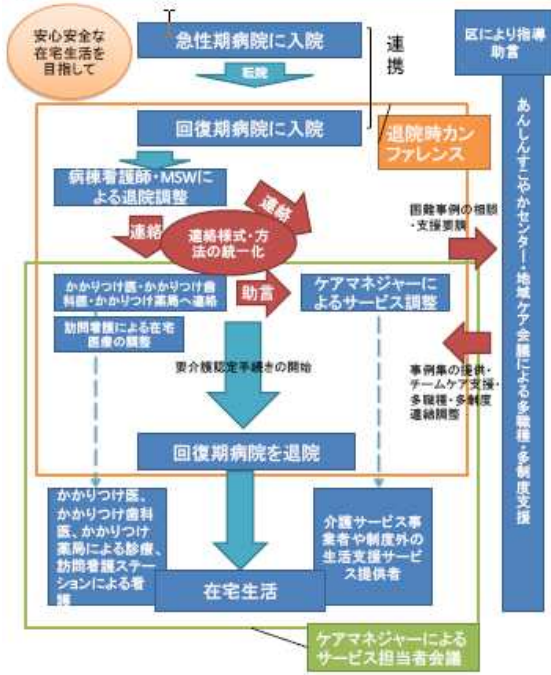 安心安全な
在宅生活を
目指して
急性期病院に入院
転院
連携
区により指導
助言
回復期病院に入院
退院時カン
ファレンス
病棟看護師・MSWに
よる退院調整
連絡
連絡
連絡様式・方
法の統一化
困難事例の相談
・支援要請
かかりつけ医・かかりつけ歯
科医・かかりつけ薬局へ連絡
助言
ケアマネジャーに
よるサービス調整
訪問看護による在宅
医療の調整
要介護認定手続きの開始
事例集の提供・
チームケア支援・
多職種・多制度
連絡調整
あんしんすこやかセンター・地域ケア会議による多職種・多制度支援
回復期病院を退院
かかりつけ医、
かかりつけ歯科
医、かかりつけ
薬局による診療、
訪問看護ステー
ションによる看
護
介護サービス事
業者や制度外の
生活支援サービ
ス提供者
在宅生活
ケアマネジャーによる
サービス担当者会議